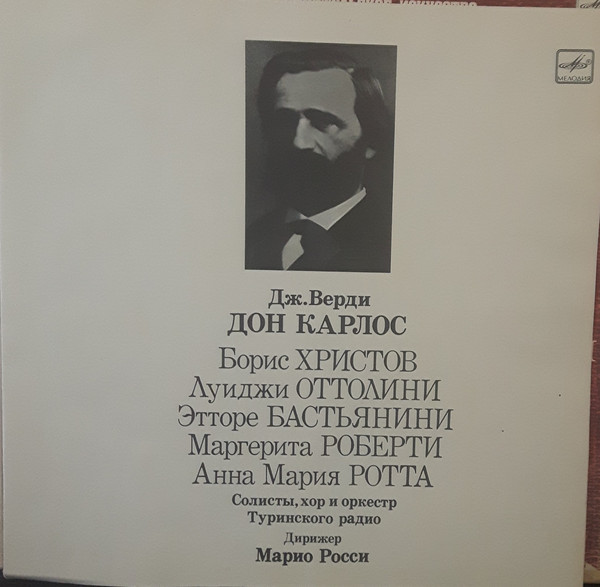 МЕЛОДИЯ
Дж.Верди
ДОН КАРЛОС
Борис ХРИСТОВ
Луиджи ОТТОЛИНИ
Этторе БАСТЬЯНИНИ
Маргерита РОБЕРТИ
Анна Мария РОТТА
Солисты, хор и оркестр
Туринского радио
Дирижер
Марио Росси